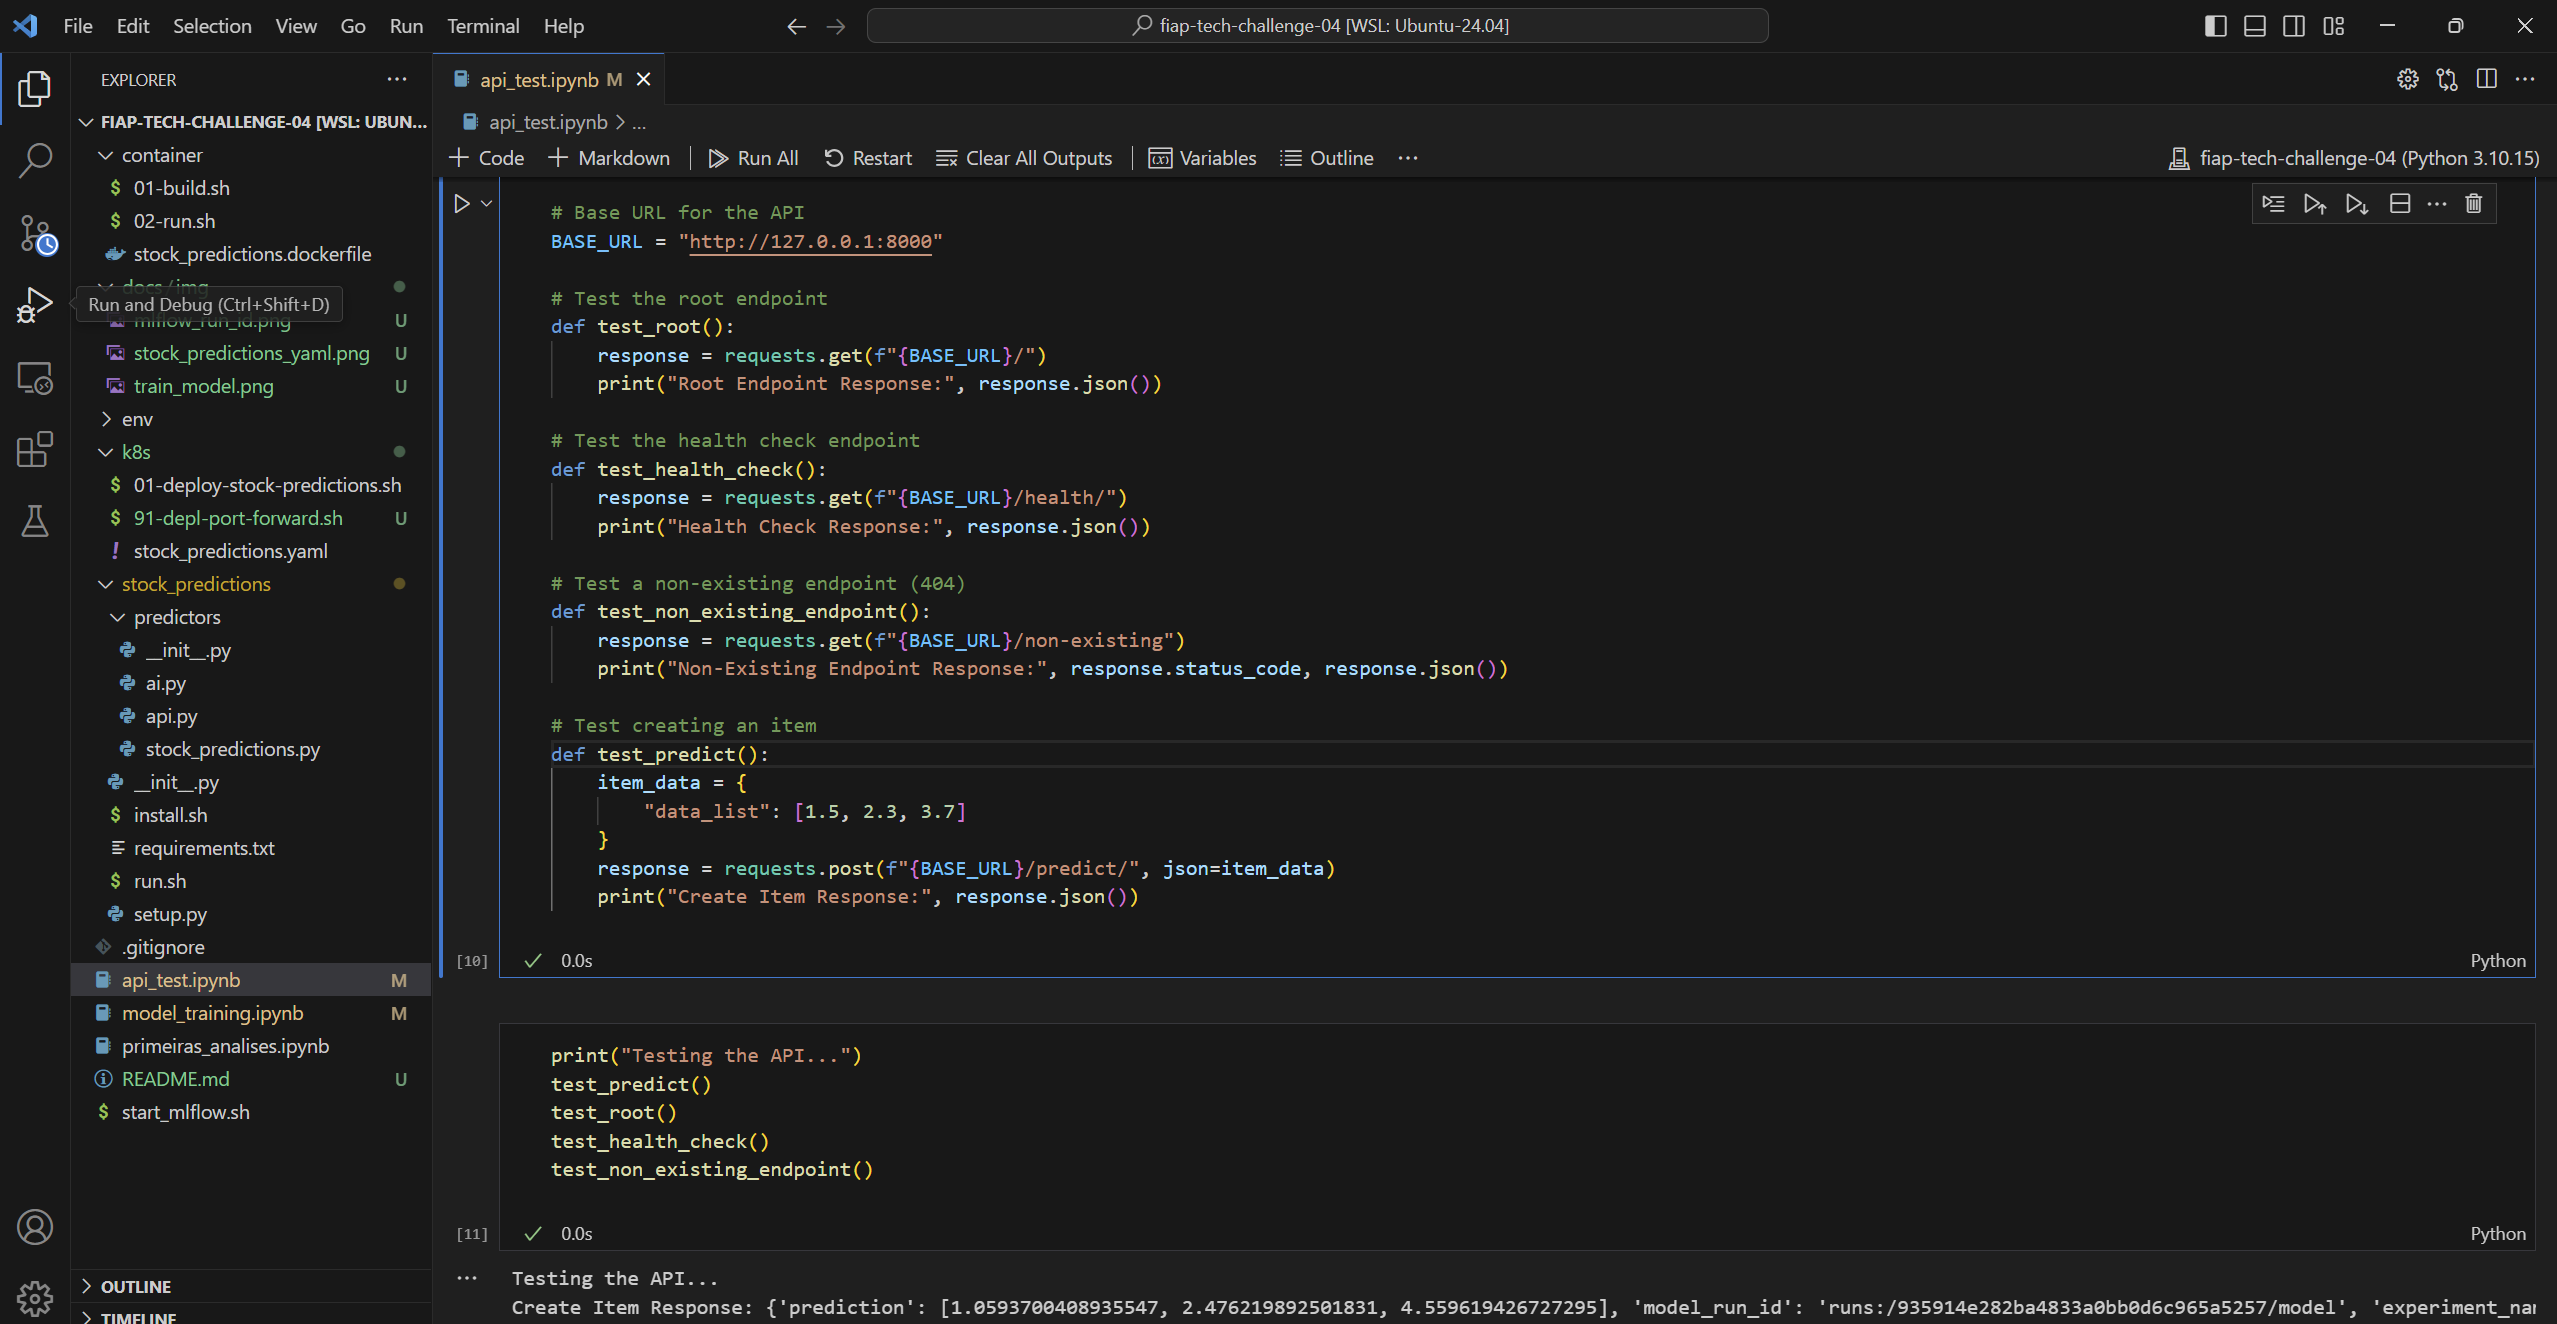 File Edit Selection View Go Run Terminal Help
fiap-tech-challenge-04 [WSL: Ubuntu-24.04]
EXPLORER
FIAP-TECH-CHALLENGE-04 [WSL: UBUN...
container
$ 01-build.sh
$ 02-run.sh
stock_predictions.dockerfile
docs / img
Run and Debug (Ctrl+Shift+D)
mlflow_run_id.png U
stock_predictions_yaml.png U
train_model.png U
env
k8s
$ 01-deploy-stock-predictions.sh
$ 91-depl-port-forward.sh U
! stock_predictions.yaml
stock_predictions
predictors
__init__.py
ai.py
api.py
stock_predictions.py
__init__.py
$ install.sh
requirements.txt
$ run.sh
setup.py
.gitignore
api_test.ipynb M
model_training.ipynb M
primeiras_analises.ipynb
README.md U
$ start_mlflow.sh
OUTLINE
TIMELINE
api_test.ipynb M
api_test.ipynb > ...
+ Code + Markdown | Run All Restart Clear All Outputs | Variables Outline ...
fiap-tech-challenge-04 (Python 3.10.15)
# Base URL for the API
BASE_URL = "http://127.0.0.1:8000"
# Test the root endpoint
def test_root():
    response = requests.get(f"{BASE_URL}/")
    print("Root Endpoint Response:", response.json())
# Test the health check endpoint
def test_health_check():
    response = requests.get(f"{BASE_URL}/health/")
    print("Health Check Response:", response.json())
# Test a non-existing endpoint (404)
def test_non_existing_endpoint():
    response = requests.get(f"{BASE_URL}/non-existing")
    print("Non-Existing Endpoint Response:", response.status_code, response.json())
# Test creating an item
def test_predict():
    item_data = {
        "data_list": [1.5, 2.3, 3.7]
    }
    response = requests.post(f"{BASE_URL}/predict/", json=item_data)
    print("Create Item Response:", response.json())
[10] 0.0s Python
print("Testing the API...")
test_predict()
test_root()
test_health_check()
test_non_existing_endpoint()
[11] 0.0s Python
... Testing the API...
Create Item Response: {'prediction': [1.0593700408935547, 2.476219892501831, 4.559619426727295], 'model_run_id': 'runs:/935914e282ba4833a0bb0d6c965a5257/model', 'experiment_nam